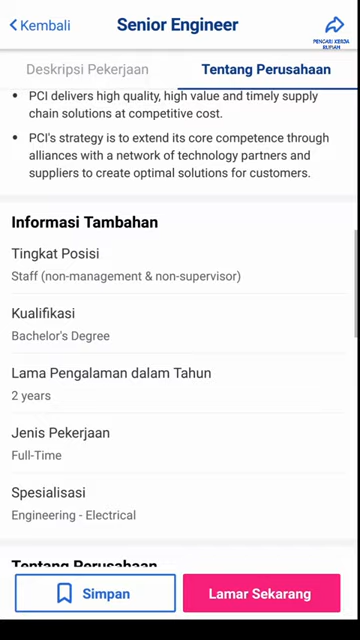 Kembali
Senior Engineer
PENCARI KERJA
RUPIAH
Deskripsi Pekerjaan
Tentang Perusahaan
• PCI delivers high quality, high value and timely supply
chain solutions at competitive cost.
• PCI's strategy is to extend its core competence through
alliances with a network of technology partners and
suppliers to create optimal solutions for customers.
Informasi Tambahan
Tingkat Posisi
Staff (non-management & non-supervisor)
Kualifikasi
Bachelor's Degree
Lama Pengalaman dalam Tahun
2 years
Jenis Pekerjaan
Full-Time
Spesialisasi
Engineering - Electrical
Tentang Perusahaan
Simpan
Lamar Sekarang